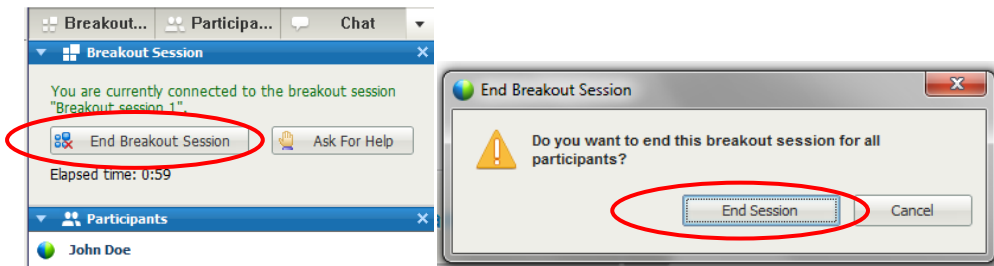 Breakout... Participa... Chat
Breakout Session
You are currently connected to the breakout session
"Breakout session 1".
End Breakout Session Ask For Help
Elapsed time: 0:59
Participants
John Doe
End Breakout Session
Do you want to end this breakout session for all
participants?
End Session Cancel